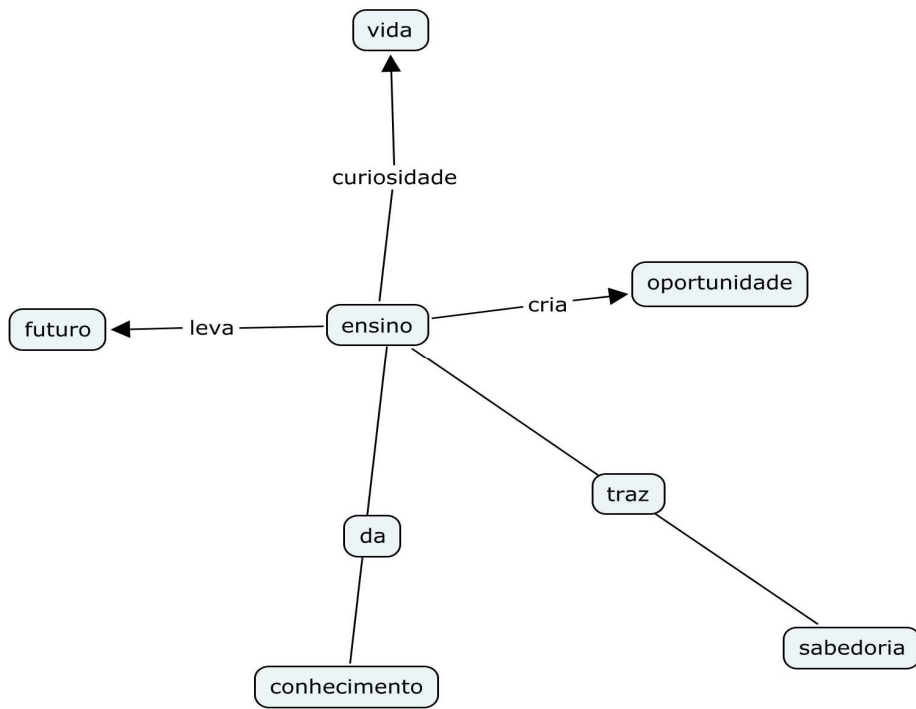 vida
curiosidade
oportunidade
cria
futuro
leva
ensino
traz
da
sabedoria
conhecimento